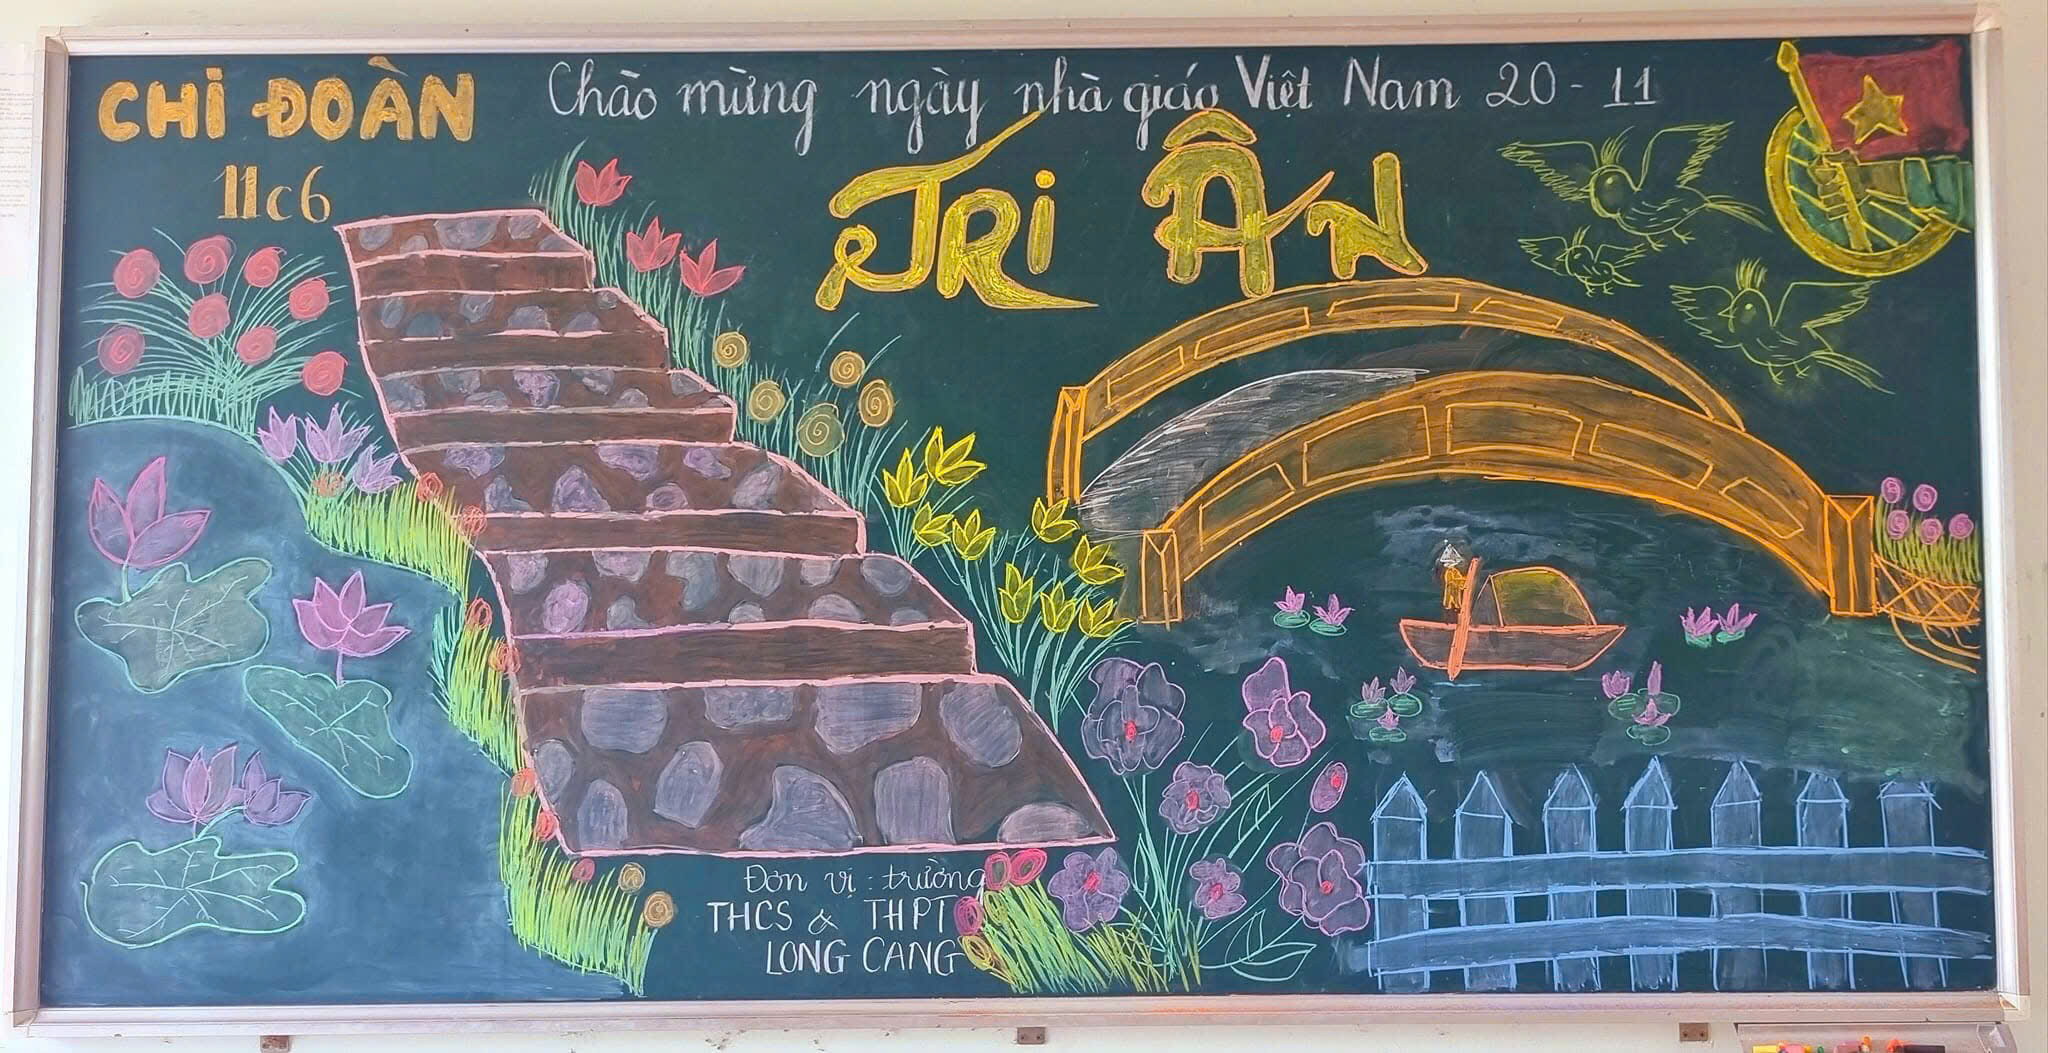 CHI ĐOÀN
11c6
Chào mừng ngày nhà giáo Việt Nam 20-11
TRI ÂN
Đơn vị: trường
THCS & THPT
LONG CANG